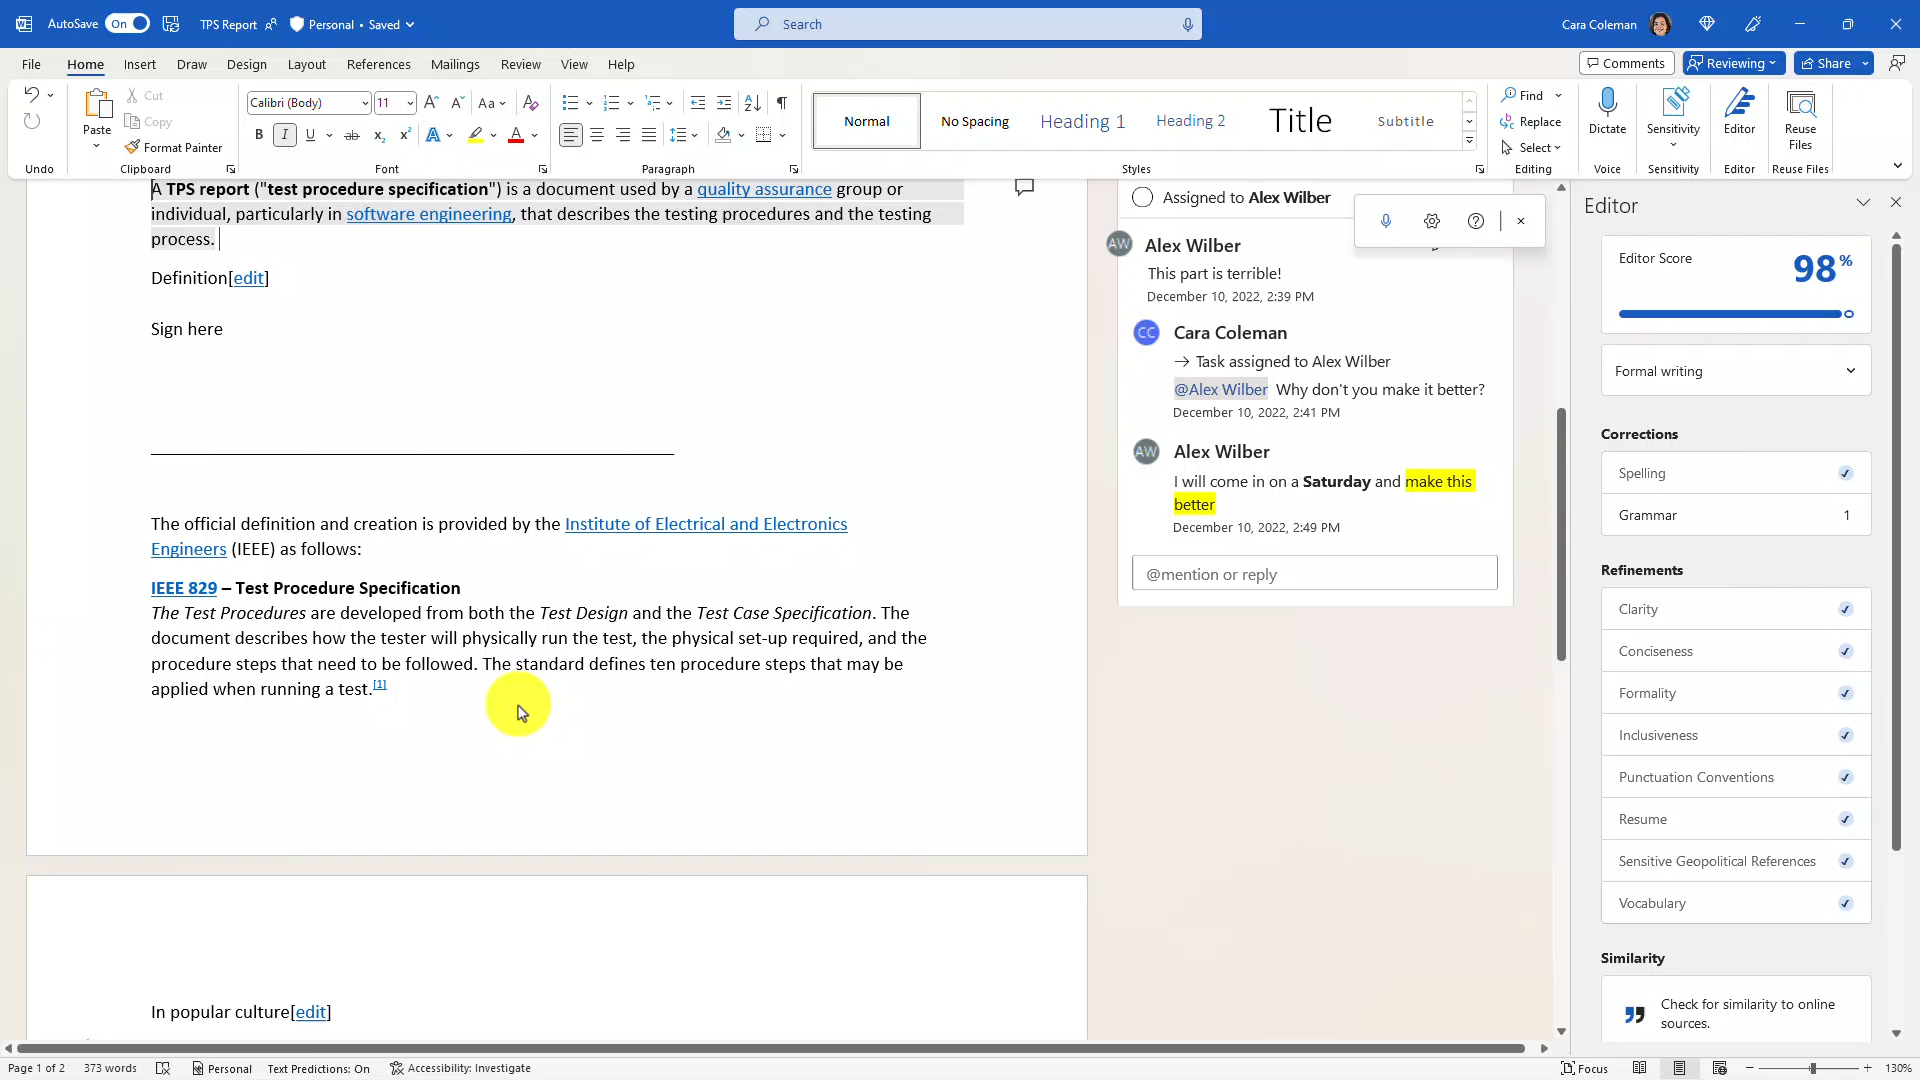 AutoSave On TPS Report Personal • Saved Search Cara Coleman
File Home Insert Draw Design Layout References Mailings Review View Help Comments Reviewing Share
Calibri (Body) 11 Aa
Paste Cut Copy Format Painter
B I U ab x₂ x² A A
Normal No Spacing Heading 1 Heading 2 Title Subtitle
Find Replace Select
Dictate Sensitivity Editor Reuse Files
Undo Clipboard Font Paragraph Styles Editing Voice Sensitivity Editor Reuse Files
A TPS report ("test procedure specification") is a document used by a quality assurance group or
individual, particularly in software engineering, that describes the testing procedures and the testing
process.
Definition[edit]
Sign here
The official definition and creation is provided by the Institute of Electrical and Electronics
Engineers (IEEE) as follows:
IEEE 829 – Test Procedure Specification
The Test Procedures are developed from both the Test Design and the Test Case Specification. The
document describes how the tester will physically run the test, the physical set-up required, and the
procedure steps that need to be followed. The standard defines ten procedure steps that may be
applied when running a test.[1]
In popular culture[edit]
Assigned to Alex Wilber
AW Alex Wilber
This part is terrible!
December 10, 2022, 2:39 PM
CC Cara Coleman
→ Task assigned to Alex Wilber
@Alex Wilber Why don't you make it better?
December 10, 2022, 2:41 PM
AW Alex Wilber
I will come in on a Saturday and make this
better
December 10, 2022, 2:49 PM
@mention or reply
Editor
Editor Score 98%
Formal writing
Corrections
Spelling
Grammar 1
Refinements
Clarity
Conciseness
Formality
Inclusiveness
Punctuation Conventions
Resume
Sensitive Geopolitical References
Vocabulary
Similarity
Check for similarity to online
sources.
Page 1 of 2 373 words Personal Text Predictions: On Accessibility: Investigate Focus 130%